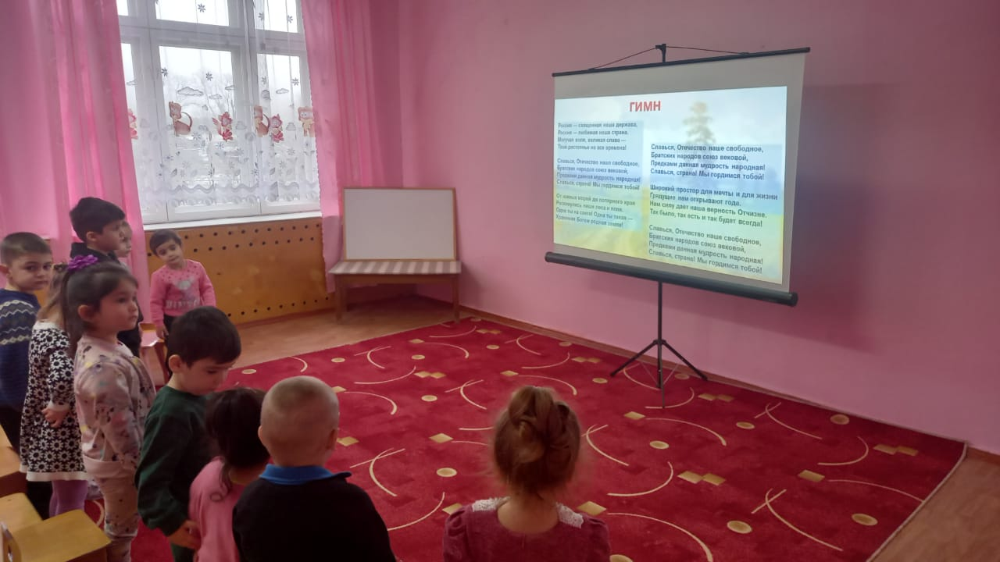 ГИМН
Россия — священная наша держава,
Россия — любимая наша страна.
Могучая воля, великая слава —
Твоё достоянье на все времена!
Славься, Отечество наше свободное,
Братских народов союз вековой,
Предками данная мудрость народная!
Славься, страна! Мы гордимся тобой!
От южных морей до полярного края
Раскинулись наши леса и поля.
Одна ты на свете! Одна ты такая —
Хранимая Богом родная земля!
Славься, Отечество наше свободное,
Братских народов союз вековой,
Предками данная мудрость народная!
Славься, страна! Мы гордимся тобой!
Широкий простор для мечты и для жизни
Грядущие нам открывают года.
Нам силу даёт наша верность Отчизне.
Так было, так есть и так будет всегда!
Славься, Отечество наше свободное,
Братских народов союз вековой,
Предками данная мудрость народная!
Славься, страна! Мы гордимся тобой!